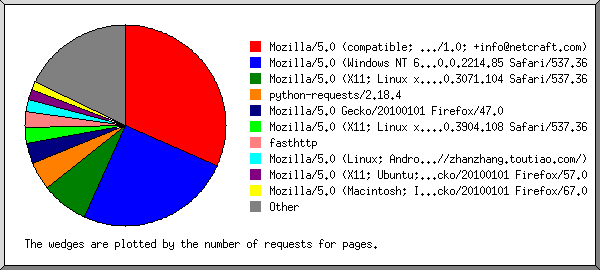 Mozilla/5.0 (compatible; .../1.0; +info@netcraft.com)
Mozilla/5.0 (Windows NT 6...0.0.2214.85 Safari/537.36
Mozilla/5.0 (X11; Linux x....0.3071.104 Safari/537.36
python-requests/2.18.4
Mozilla/5.0 Gecko/20100101 Firefox/47.0
Mozilla/5.0 (X11; Linux x....0.3904.108 Safari/537.36
fasthttp
Mozilla/5.0 (Linux; Andro...//zhanzhang.toutiao.com/)
Mozilla/5.0 (X11; Ubuntu;...cko/20100101 Firefox/57.0
Mozilla/5.0 (Macintosh; I...cko/20100101 Firefox/67.0
Other
The wedges are plotted by the number of requests for pages.